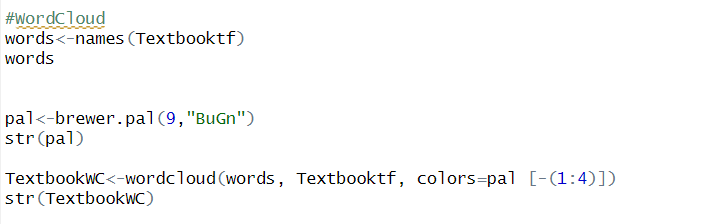 #WordCloud
words<-names(Textbooktf)
words
pal<-brewer.pal(9,"BuGn")
str(pal)
TextbookWC<-wordcloud(words, Textbooktf, colors=pal [-(1:4)])
str(TextbookWC)